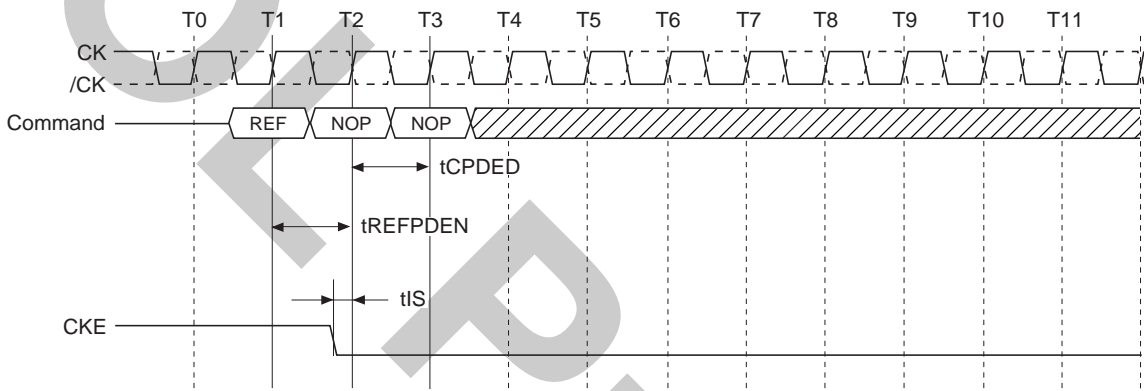 T0 T1 T2 T3 T4 T5 T6 T7 T8 T9 T10 T11
CK
/CK
Command REF NOP NOP
tCPDED
tREFPDEN
tIS
CKE